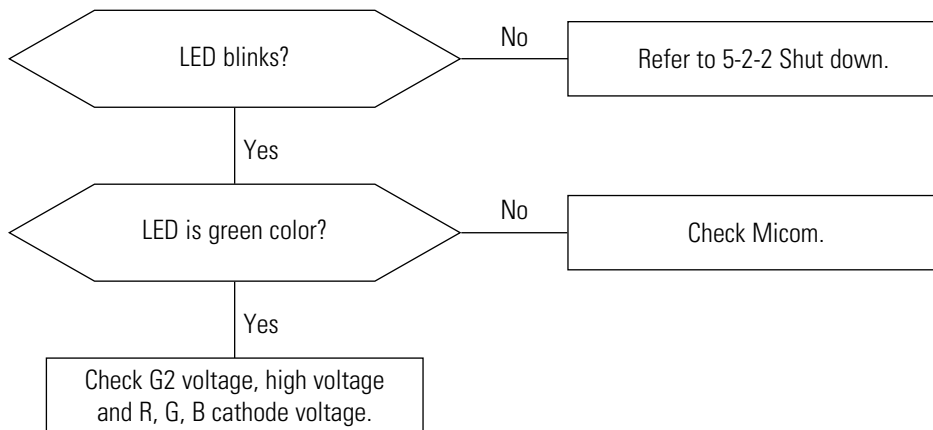 LED blinks?
No
Refer to 5-2-2 Shut down.
Yes
LED is green color?
No
Check Micom.
Yes
Check G2 voltage, high voltage
and R, G, B cathode voltage.